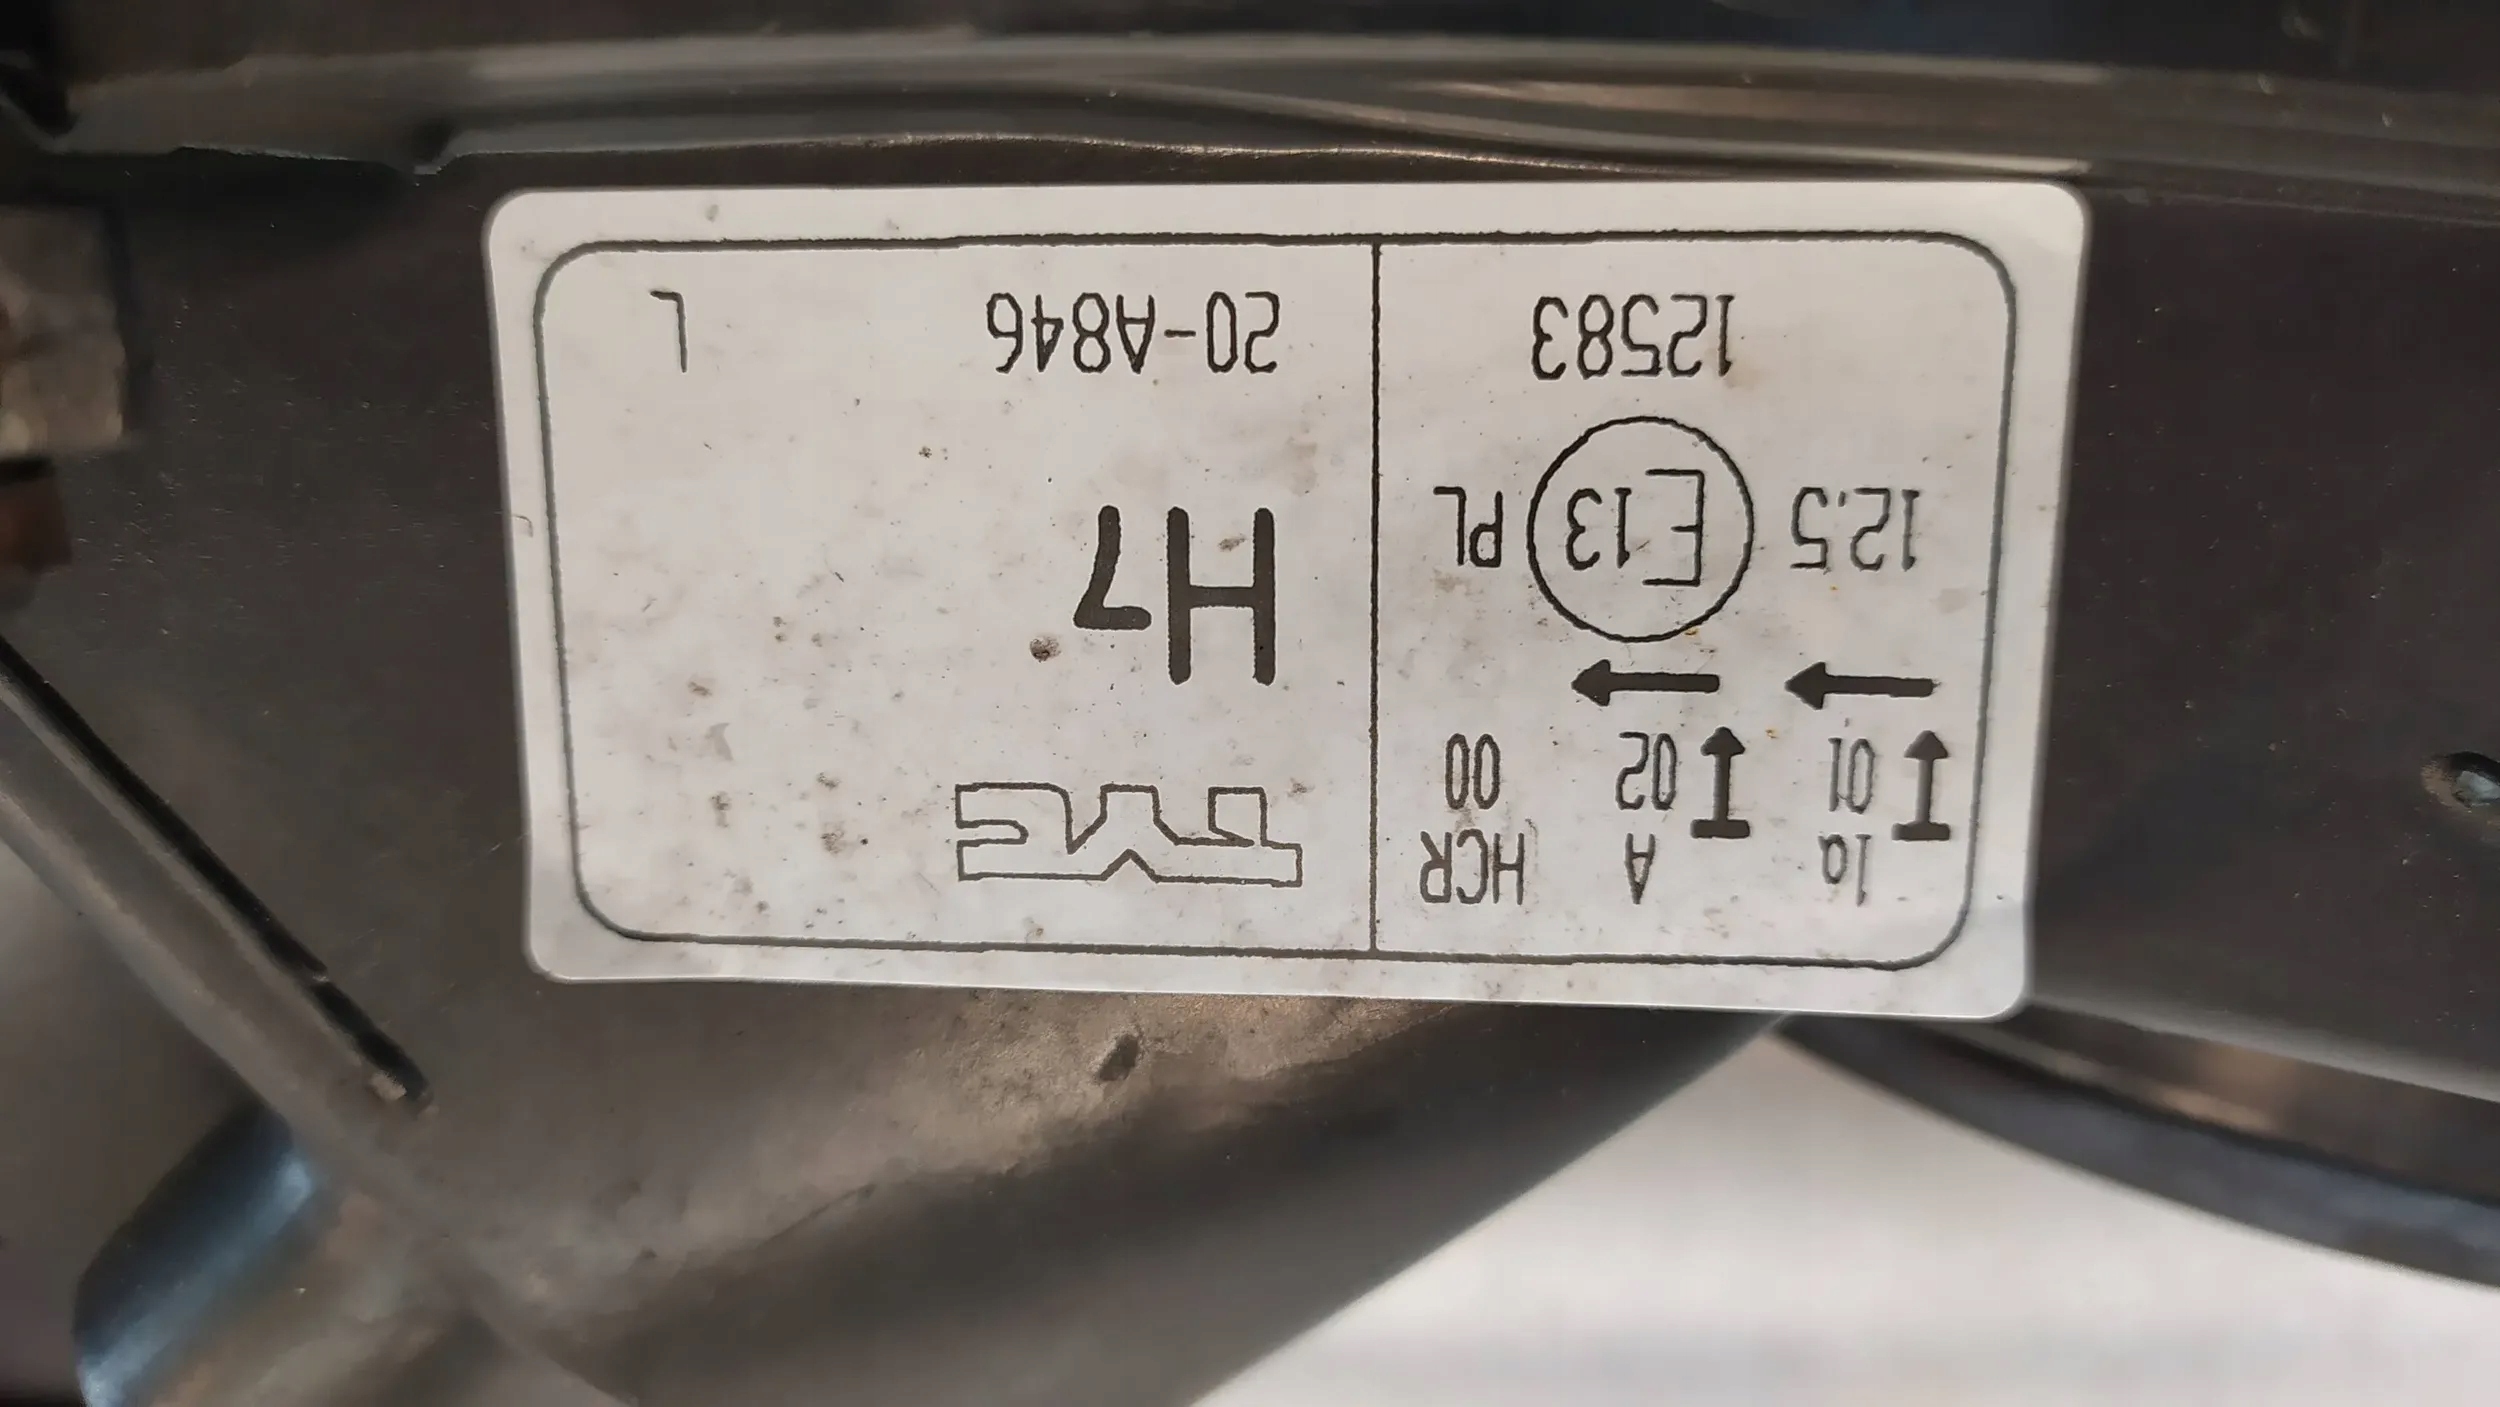 1a A HCR
01 02 00
12.5 E13 PL
12583
TYC
H7
20-A846 L